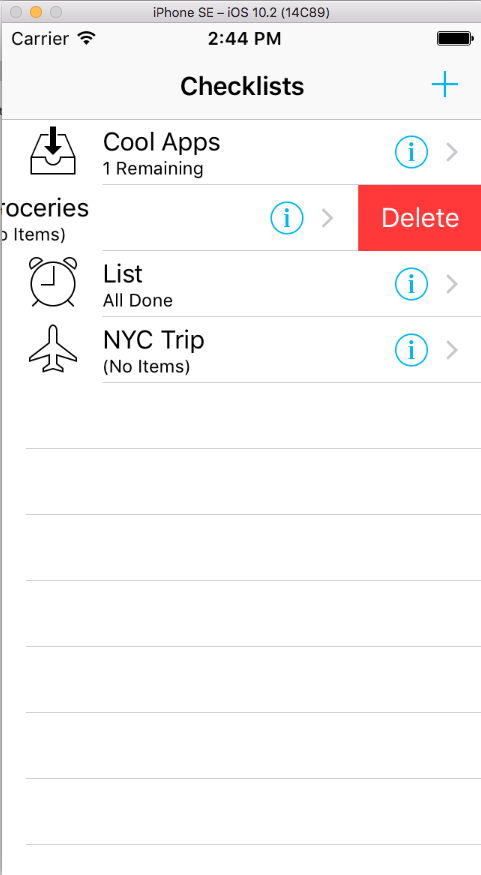 iPhone SE – iOS 10.2 (14C89)
Carrier 2:44 PM
Checklists
Cool Apps
1 Remaining
roceries
o Items)
Delete
List
All Done
NYC Trip
(No Items)